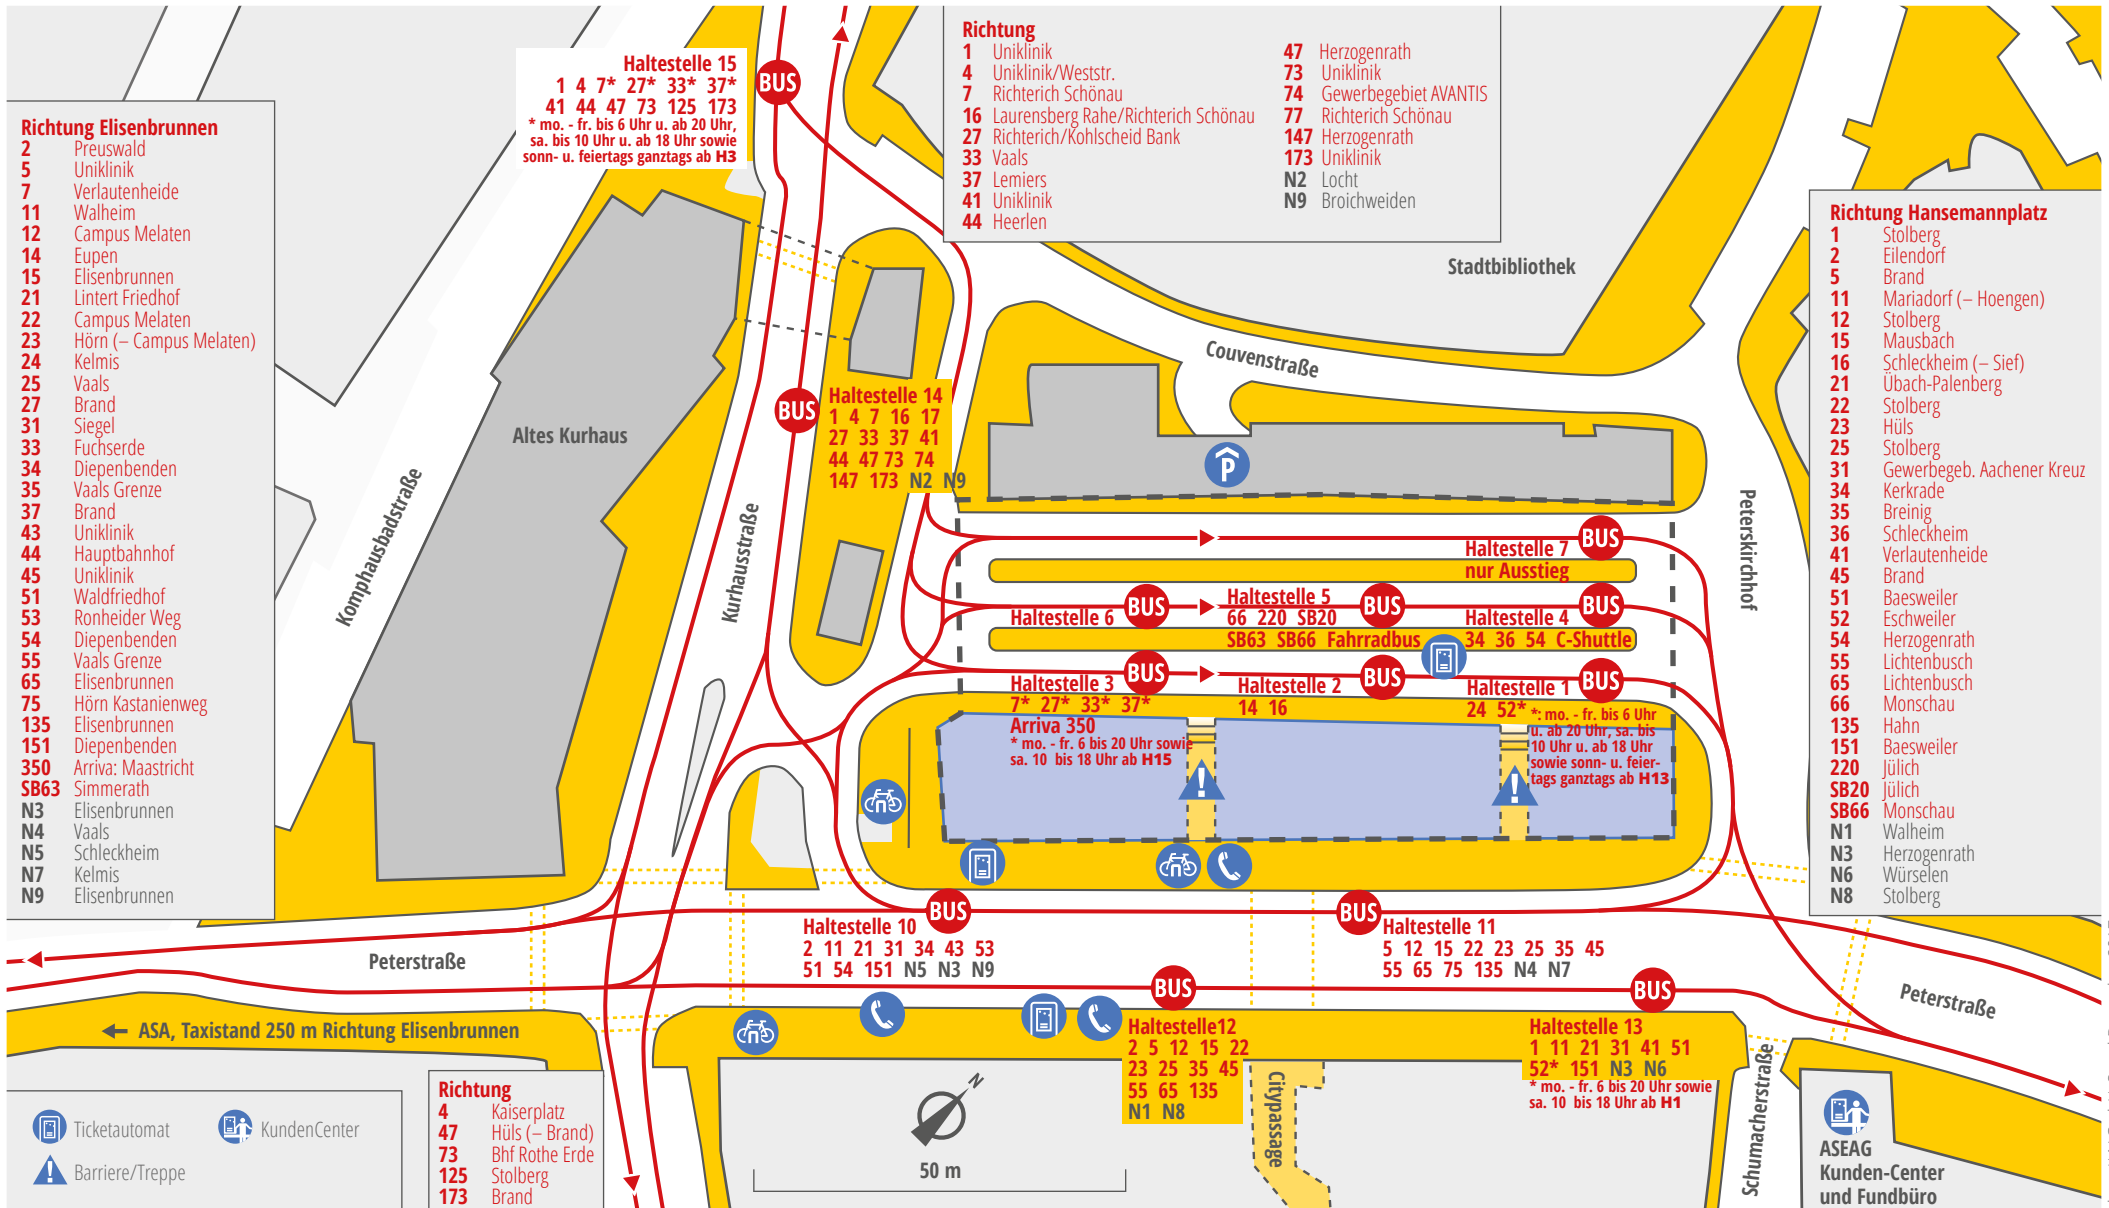 Haltestelle 15
BUS
1 4 7* 27* 33* 37*
41 44 47 73 125 173
* mo. - fr. bis 6 Uhr u. ab 20 Uhr,
sa. bis 10 Uhr u. ab 18 Uhr sowie
sonn- u. feiertags ganztags ab H3
Richtung
1 Uniklinik
4 Uniklinik/Weststr.
7 Richterich Schönau
16 Laurensberg Rahe/Richterich Schönau
27 Richterich/Kohlscheid Bank
33 Vaals
37 Lemiers
41 Uniklinik
44 Heerlen
47 Herzogenrath
73 Uniklinik
74 Gewerbegebiet AVANTIS
77 Richterich Schönau
147 Herzogenrath
173 Uniklinik
N2 Locht
N9 Broichweiden
Richtung Elisenbrunnen
2 Preuswald
5 Uniklinik
7 Verlautenheide
11 Walheim
12 Campus Melaten
14 Eupen
15 Elisenbrunnen
21 Lintert Friedhof
22 Campus Melaten
23 Hörn (– Campus Melaten)
24 Kelmis
25 Vaals
27 Brand
31 Siegel
33 Fuchserde
34 Diepenbenden
35 Vaals Grenze
37 Brand
43 Uniklinik
44 Hauptbahnhof
45 Uniklinik
51 Waldfriedhof
53 Ronheider Weg
54 Diepenbenden
55 Vaals Grenze
65 Elisenbrunnen
75 Hörn Kastanienweg
135 Elisenbrunnen
151 Diepenbenden
350 Arriva: Maastricht
SB63 Simmerath
N3 Elisenbrunnen
N4 Vaals
N5 Schleckheim
N7 Kelmis
N9 Elisenbrunnen
Richtung Hansemannplatz
1 Stolberg
2 Eilendorf
5 Brand
11 Mariadorf (– Hoengen)
12 Stolberg
15 Mausbach
16 Schleckheim (– Sief)
21 Übach-Palenberg
22 Stolberg
23 Hüls
25 Stolberg
31 Gewerbegeb. Aachener Kreuz
34 Kerkrade
35 Breinig
36 Schleckheim
41 Verlautenheide
45 Brand
51 Baesweiler
52 Eschweiler
54 Herzogenrath
55 Lichtenbusch
65 Lichtenbusch
66 Monschau
135 Hahn
151 Baesweiler
220 Jülich
SB20 Jülich
SB66 Monschau
N1 Walheim
N3 Herzogenrath
N6 Würselen
N8 Stolberg
Stadtbibliothek
Couvenstraße
Altes Kurhaus
Komphausbadstraße
Kurhausstraße
Peterskirchhof
BUS
Haltestelle 14
1 4 7 16 17
27 33 37 41
44 47 73 74
147 173 N2 N9
P
BUS
Haltestelle 7
nur Ausstieg
Haltestelle 6
BUS
Haltestelle 5
66 220 SB20
SB63 SB66 Fahrradbus
BUS
Haltestelle 4
34 36 54 C-Shuttle
BUS
Haltestelle 3
7* 27* 33* 37*
Arriva 350
* mo. - fr. 6 bis 20 Uhr sowie
sa. 10 bis 18 Uhr ab H15
BUS
Haltestelle 2
14 16
BUS
Haltestelle 1
24 52*
*: mo. - fr. bis 6 Uhr
u. ab 20 Uhr, sa. bis
10 Uhr u. ab 18 Uhr
sowie sonn- u. feier-
tags ganztags ab H13
BUS
!
!
BUS
Haltestelle 10
2 11 21 31 34 43 53
51 54 151 N5 N3 N9
BUS
Haltestelle 11
5 12 15 22 23 25 35 45
55 65 75 135 N4 N7
Peterstraße
Peterstraße
BUS
BUS
ASA, Taxistand 250 m Richtung Elisenbrunnen
Haltestelle12
2 5 12 15 22
23 25 35 45
55 65 135
N1 N8
Haltestelle 13
1 11 21 31 41 51
52* 151 N3 N6
* mo. - fr. 6 bis 20 Uhr sowie
sa. 10 bis 18 Uhr ab H1
Citypassage
Schumacherstraße
Richtung
4 Kaiserplatz
47 Hüls (– Brand)
73 Bhf Rothe Erde
125 Stolberg
173 Brand
Ticketautomat
KundenCenter
!
Barriere/Treppe
N
50 m
ASEAG
Kunden-Center
und Fundbüro